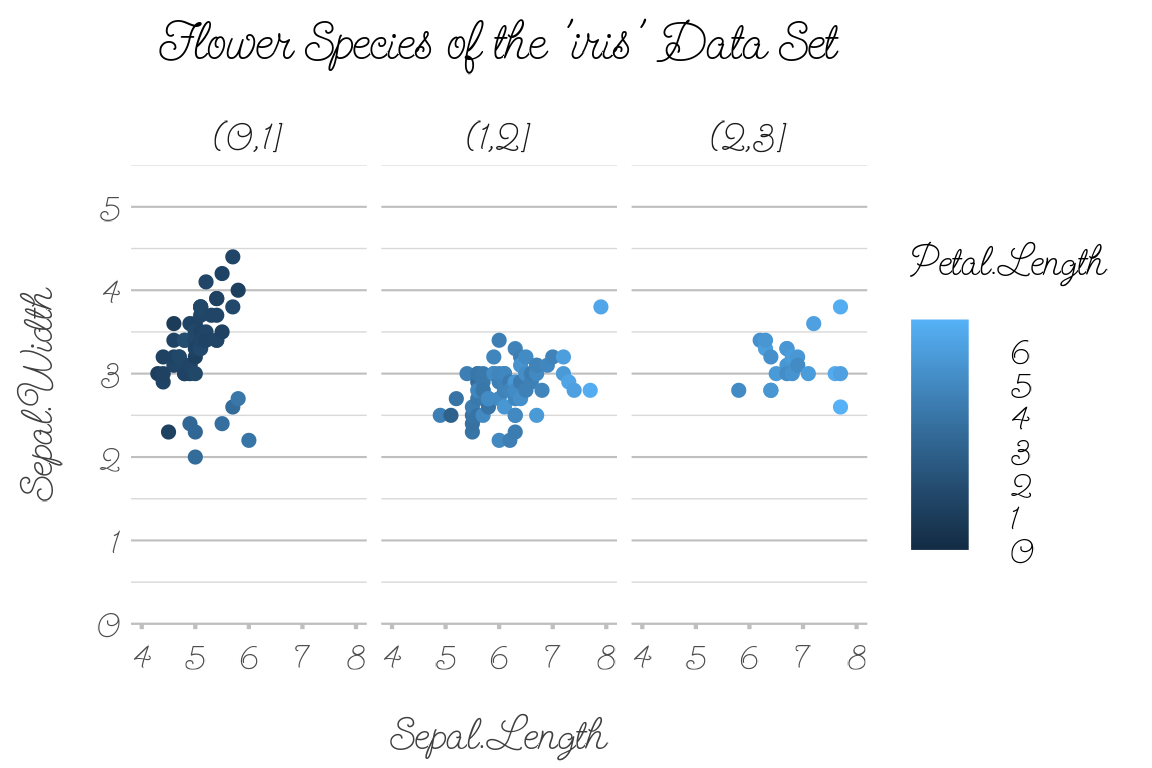 Flower Species of the 'iris' Data Set
(0,1] (1,2] (2,3]
Sepal.Width
5
4
3
2
1
0
4 5 6 7 8 4 5 6 7 8 4 5 6 7 8
Sepal.Length
Petal.Length
6
5
4
3
2
1
0